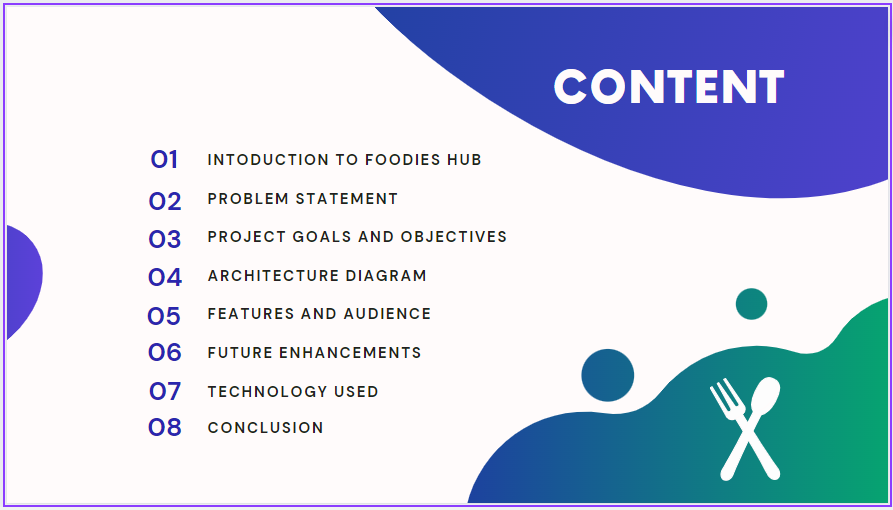 CONTENT
01 INTODUCTION TO FOODIES HUB
02 PROBLEM STATEMENT
03 PROJECT GOALS AND OBJECTIVES
04 ARCHITECTURE DIAGRAM
05 FEATURES AND AUDIENCE
06 FUTURE ENHANCEMENTS
07 TECHNOLOGY USED
08 CONCLUSION